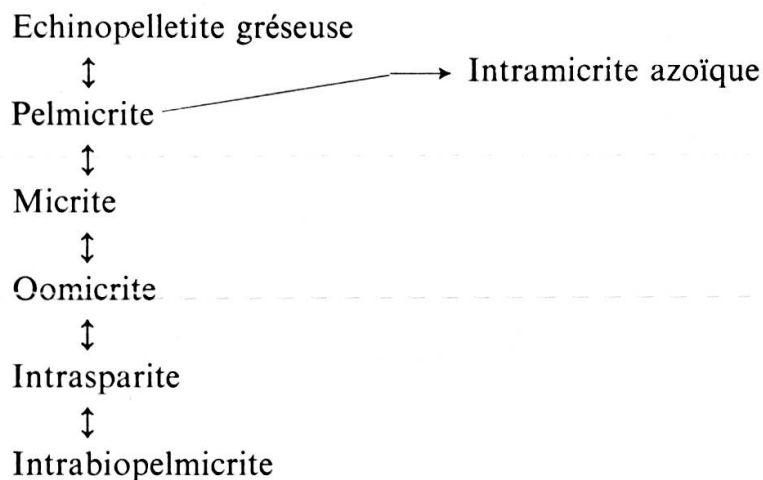 Echinopelletite gréseuse
↕
→ Intramicrite azoïque
Pelmicrite
↕
Micrite
↕
Oomicrite
↕
Intrasparite
↕
Intrabiopelmicrite